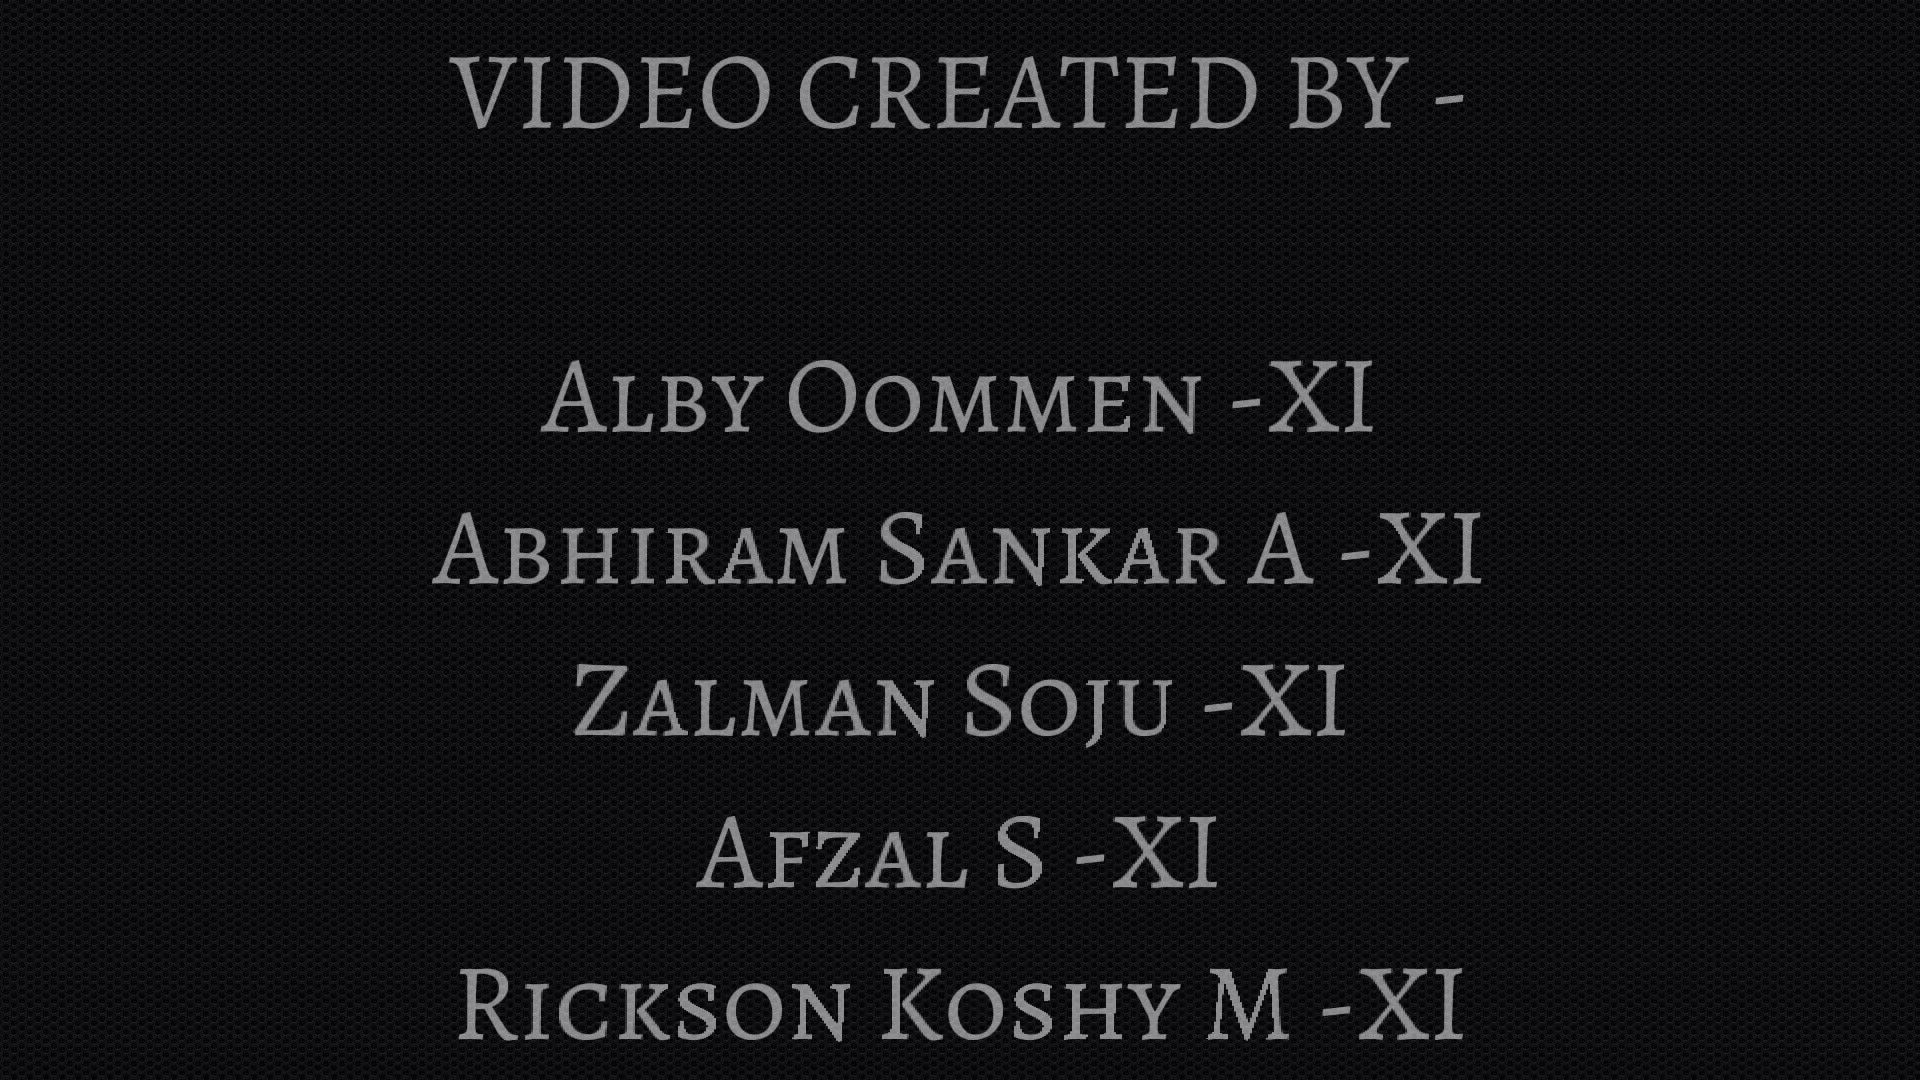 VIDEO CREATED BY -
Alby Oommen -XI
Abhiram Sankar A -XI
Zalman Soju -XI
Afzal S -XI
Rickson Koshy M -XI